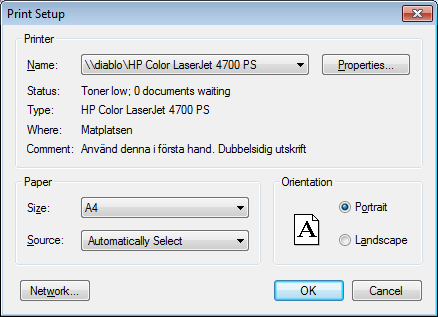 Print Setup
Printer
Name: \\diablo\HP Color LaserJet 4700 PS Properties...
Status: Toner low; 0 documents waiting
Type: HP Color LaserJet 4700 PS
Where: Matplatsen
Comment: Använd denna i första hand. Dubbelsidig utskrift
Paper
Size: A4
Source: Automatically Select
Orientation
A
Portrait
Landscape
Network... OK Cancel